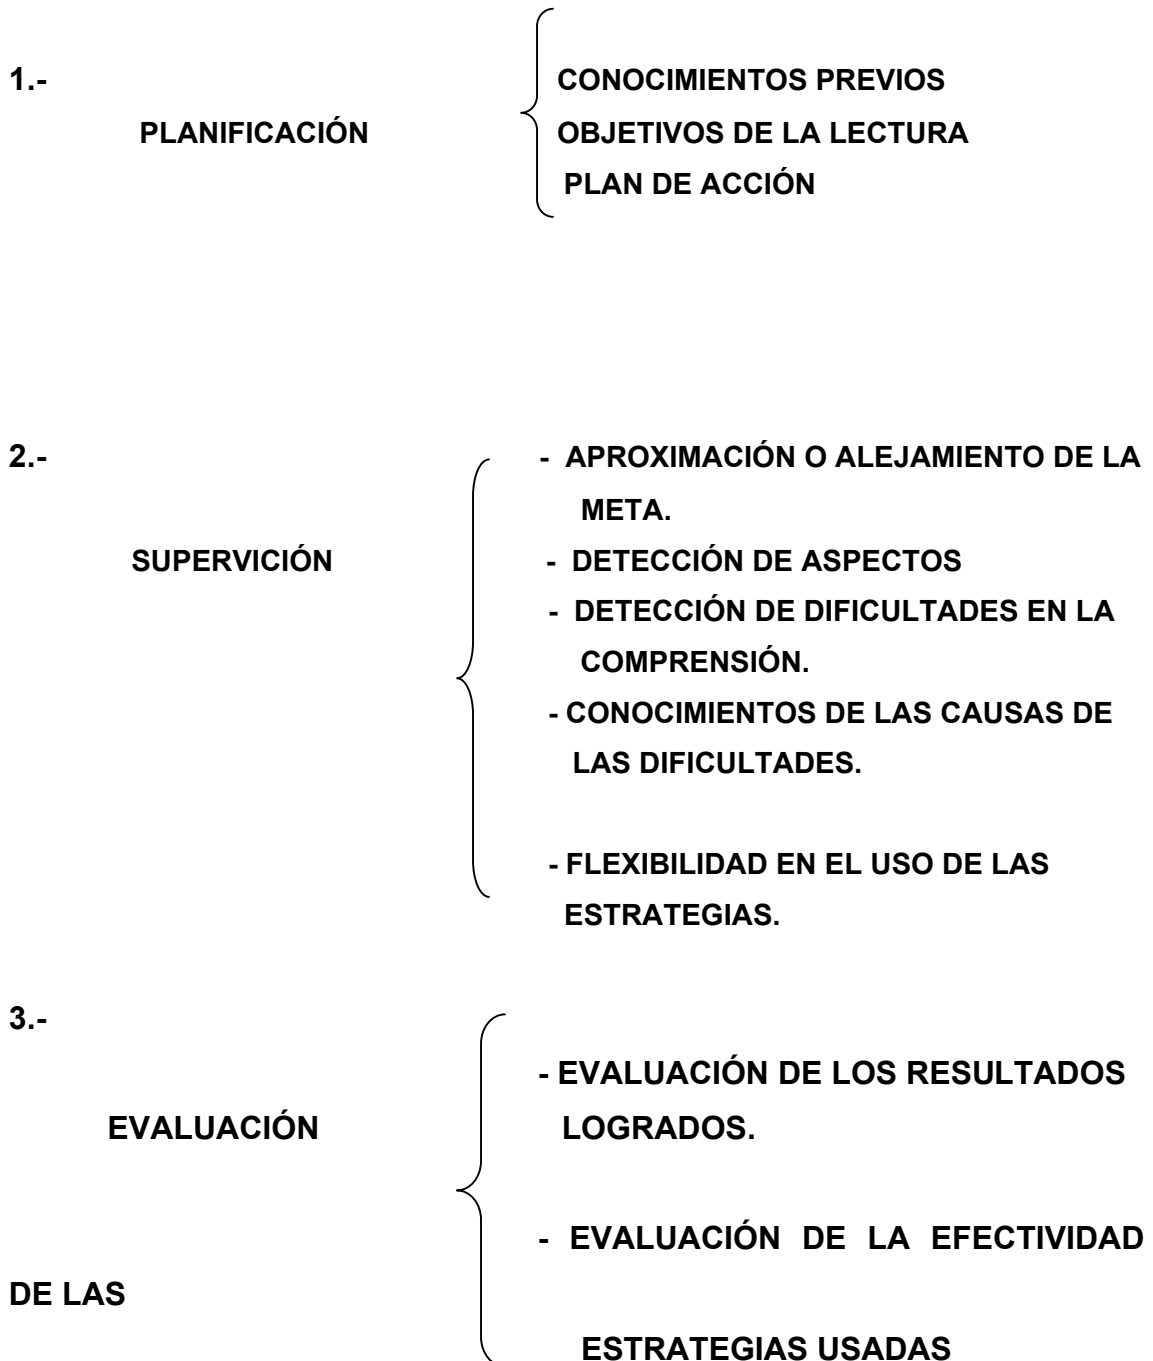 1.-
CONOCIMIENTOS PREVIOS
PLANIFICACIÓN OBJETIVOS DE LA LECTURA
PLAN DE ACCIÓN
2.- - APROXIMACIÓN O ALEJAMIENTO DE LA
META.
SUPERVICIÓN - DETECCIÓN DE ASPECTOS
- DETECCIÓN DE DIFICULTADES EN LA
COMPRENSIÓN.
- CONOCIMIENTOS DE LAS CAUSAS DE
LAS DIFICULTADES.
- FLEXIBILIDAD EN EL USO DE LAS
ESTRATEGIAS.
3.-
- EVALUACIÓN DE LOS RESULTADOS
EVALUACIÓN LOGRADOS.
- EVALUACIÓN DE LA EFECTIVIDAD
DE LAS
ESTRATEGIAS USADAS